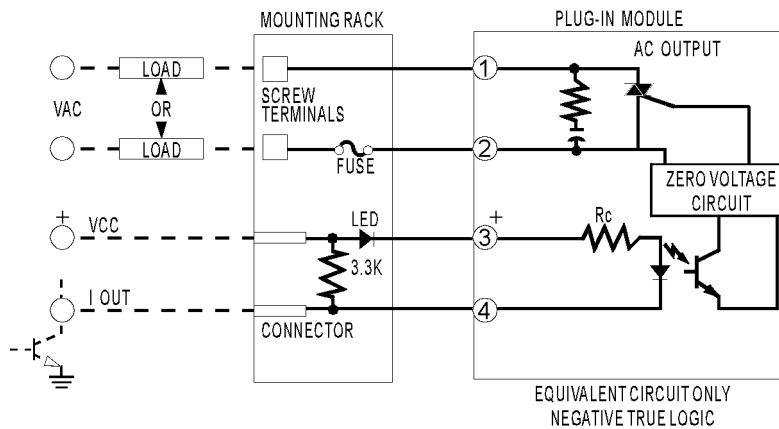 MOUNTING RACK
PLUG-IN MODULE
AC OUTPUT
LOAD
1
VAC
OR
SCREW
TERMINALS
LOAD
2
FUSE
ZERO VOLTAGE
CIRCUIT
+
VCC
LED
+
3
Rc
3.3K
I OUT
4
CONNECTOR
EQUIVALENT CIRCUIT ONLY
NEGATIVE TRUE LOGIC